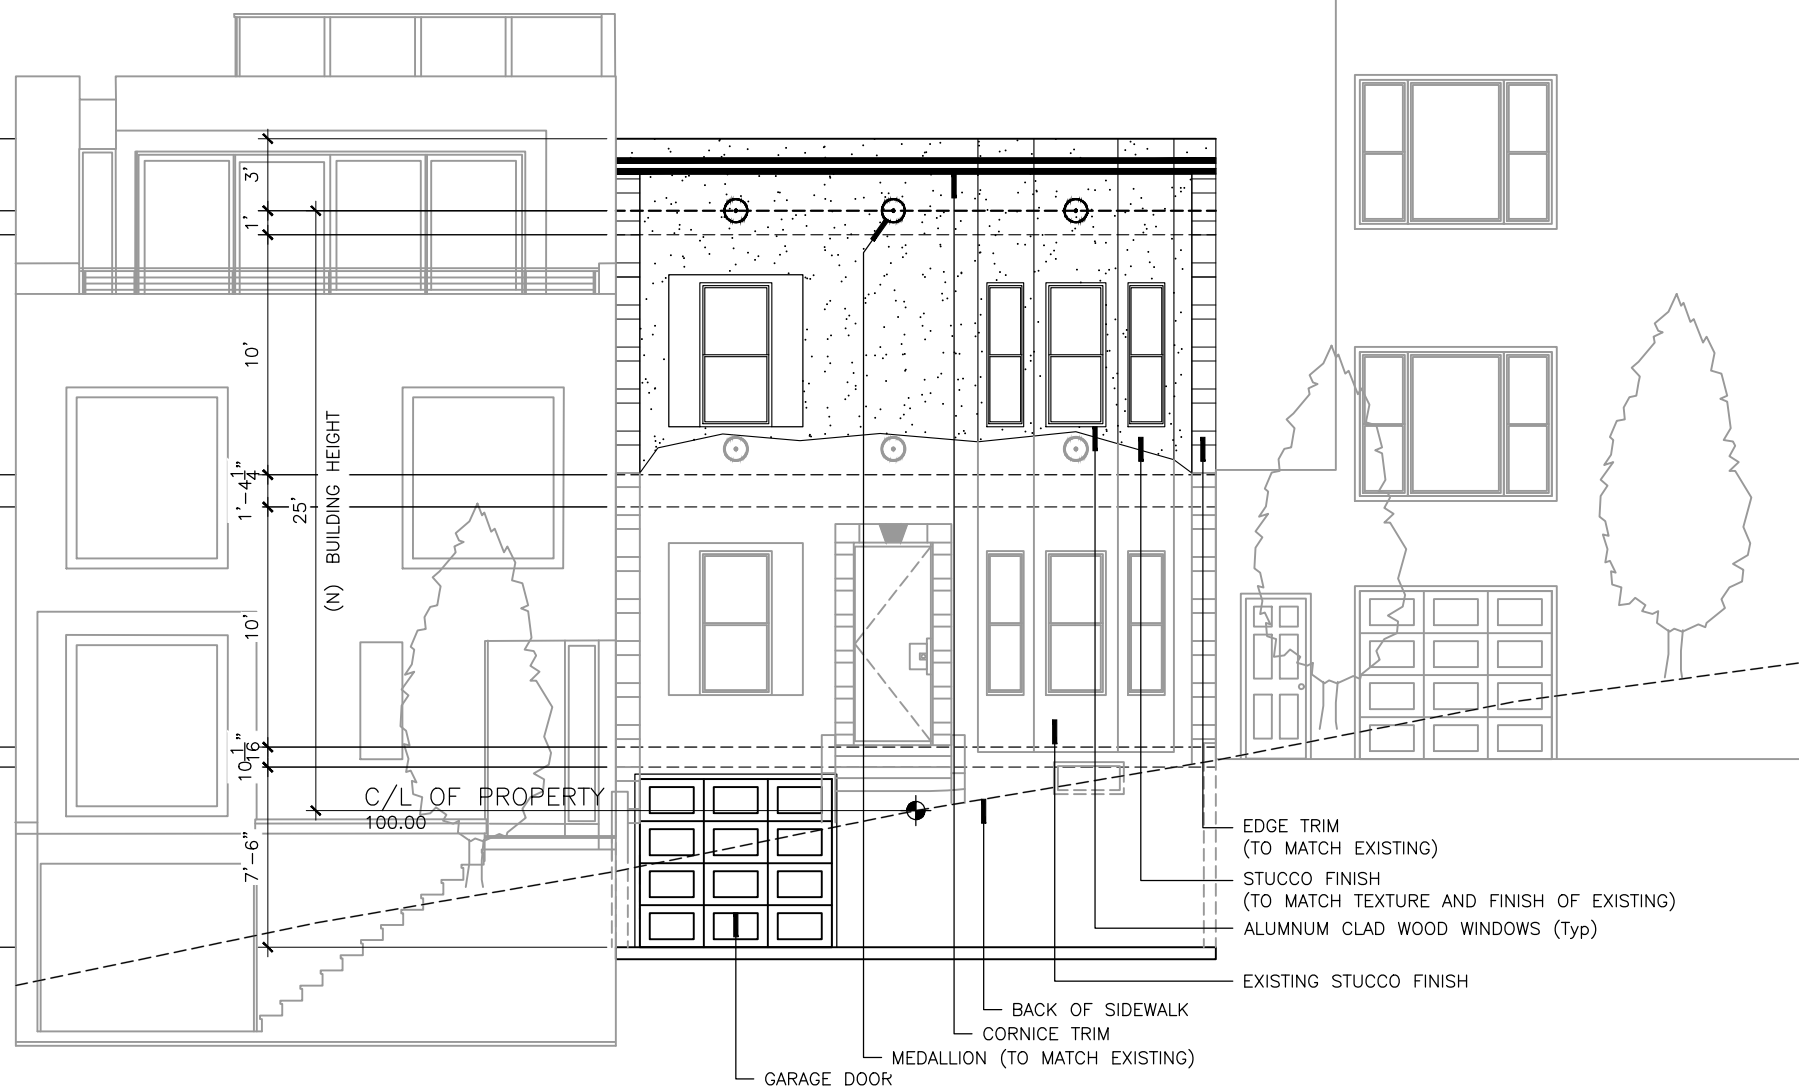 3'
1'
10'
1'-4 1/4"
25'
(N) BUILDING HEIGHT
10'
10 1/16"
C/L OF PROPERTY
100.00
7'-6"
EDGE TRIM
(TO MATCH EXISTING)
STUCCO FINISH
(TO MATCH TEXTURE AND FINISH OF EXISTING)
ALUMNUM CLAD WOOD WINDOWS (Typ)
EXISTING STUCCO FINISH
BACK OF SIDEWALK
CORNICE TRIM
MEDALLION (TO MATCH EXISTING)
GARAGE DOOR